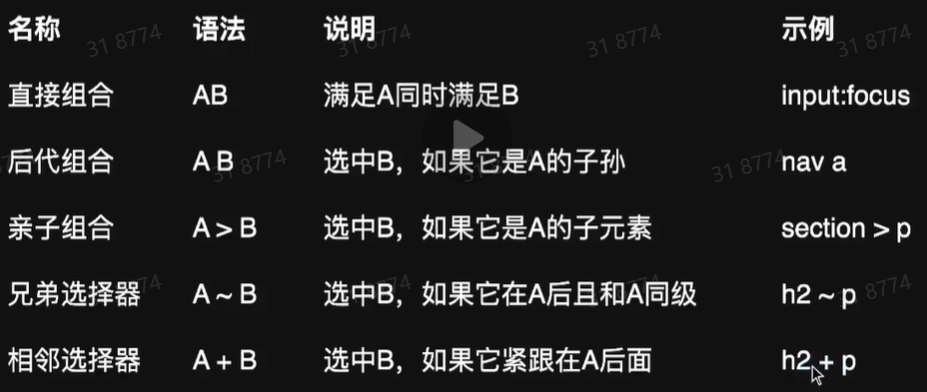 名称 语法 说明 示例
直接组合 AB 满足A同时满足B input:focus
后代组合 A B 选中B，如果它是A的子孙 nav a
亲子组合 A > B 选中B，如果它是A的子元素 section > p
兄弟选择器 A ~ B 选中B，如果它在A后且和A同级 h2 ~ p
相邻选择器 A + B 选中B，如果它紧跟在A后面 h2 + p
31 8774
31 8774
31 8774
31 8774
31 8774
31 8774